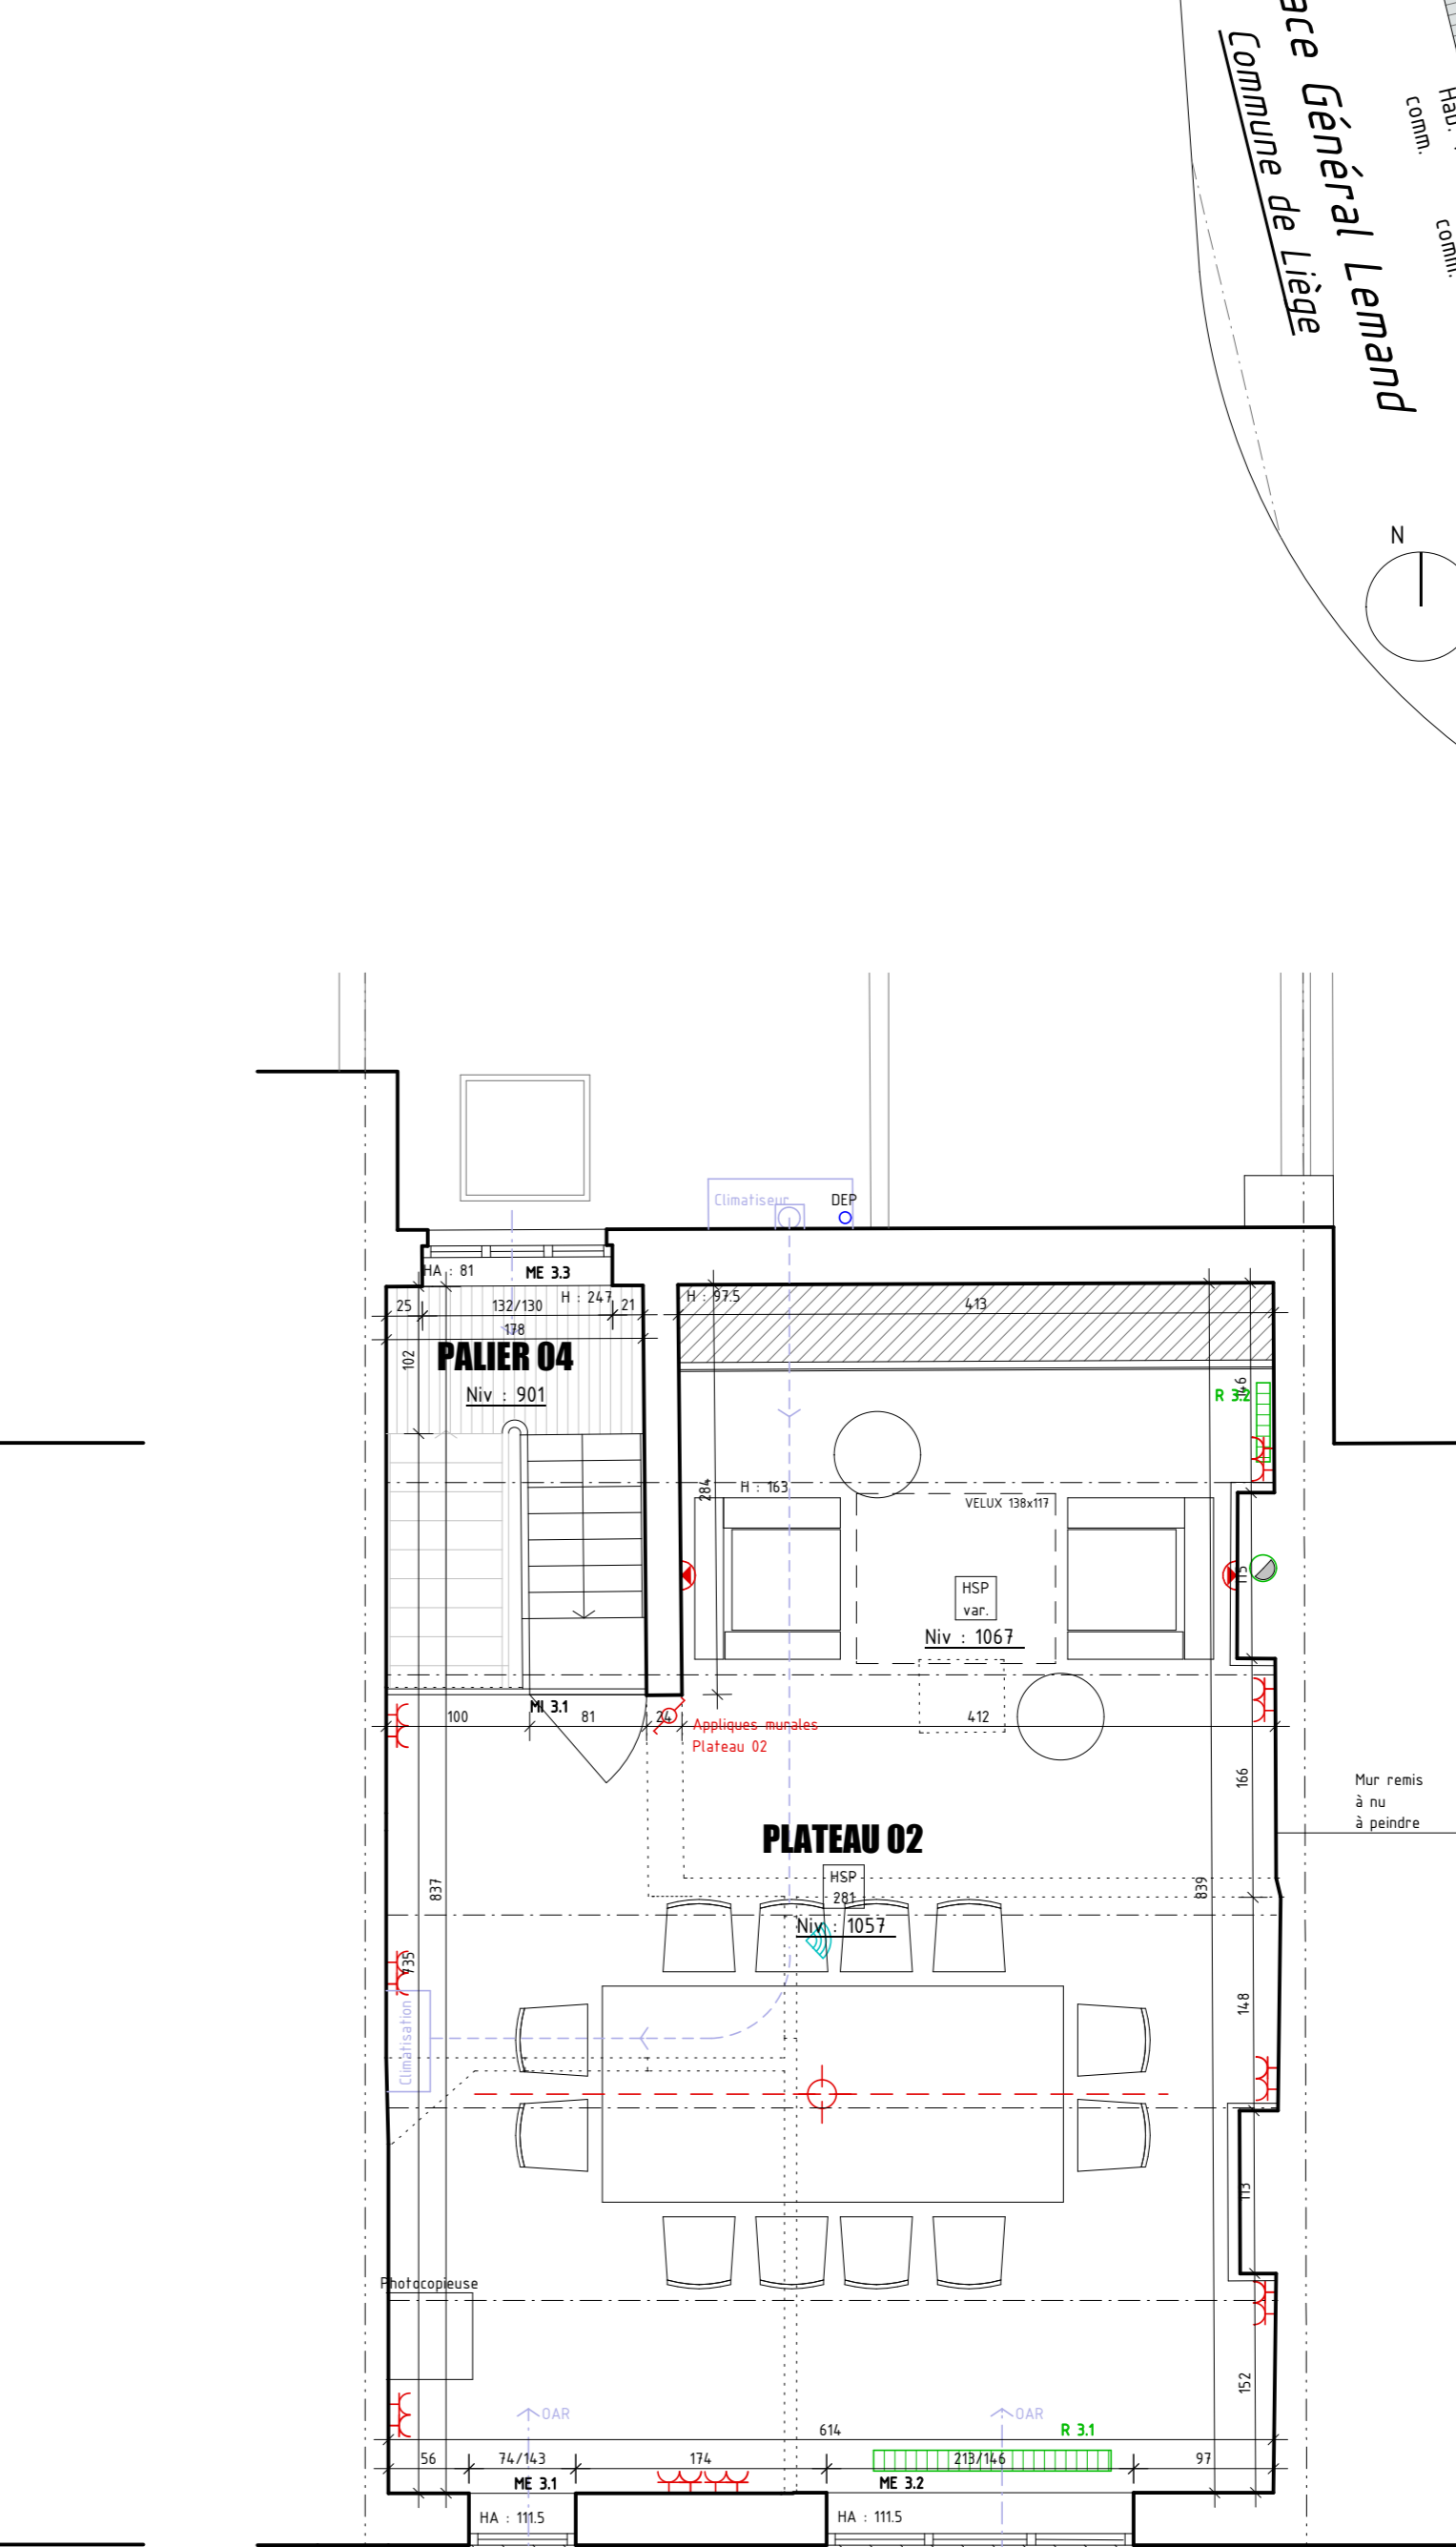 ace Général Lemand
Commune de Liège
Hab.
comm.
comm.
N
Climatiseur
DEP
HA : 81
ME 3.3
25
132/130
H : 247
21
H : 97.5
413
178
102
PALIER 04
Niv : 901
146
R 3.2
284
H : 163
VELUX 138x117
HSP
var.
115
Niv : 1067
MI 3.1
100
81
24
412
Appliques murales
Plateau 02
166
Mur remis
à nu
à peindre
PLATEAU 02
837
839
HSP
281
Niv : 1057
735
148
Climatisation
113
Photocopieuse
152
OAR
OAR
614
R 3.1
56
74/143
174
213/146
97
ME 3.1
ME 3.2
HA : 111.5
HA : 111.5